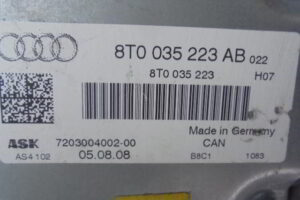 8T0 035 223 AB 022
8T0 035 223 H07
Made in Germany
ASK 7203004002-00 CAN
AS4 102 05.08.08 B8C1 1083